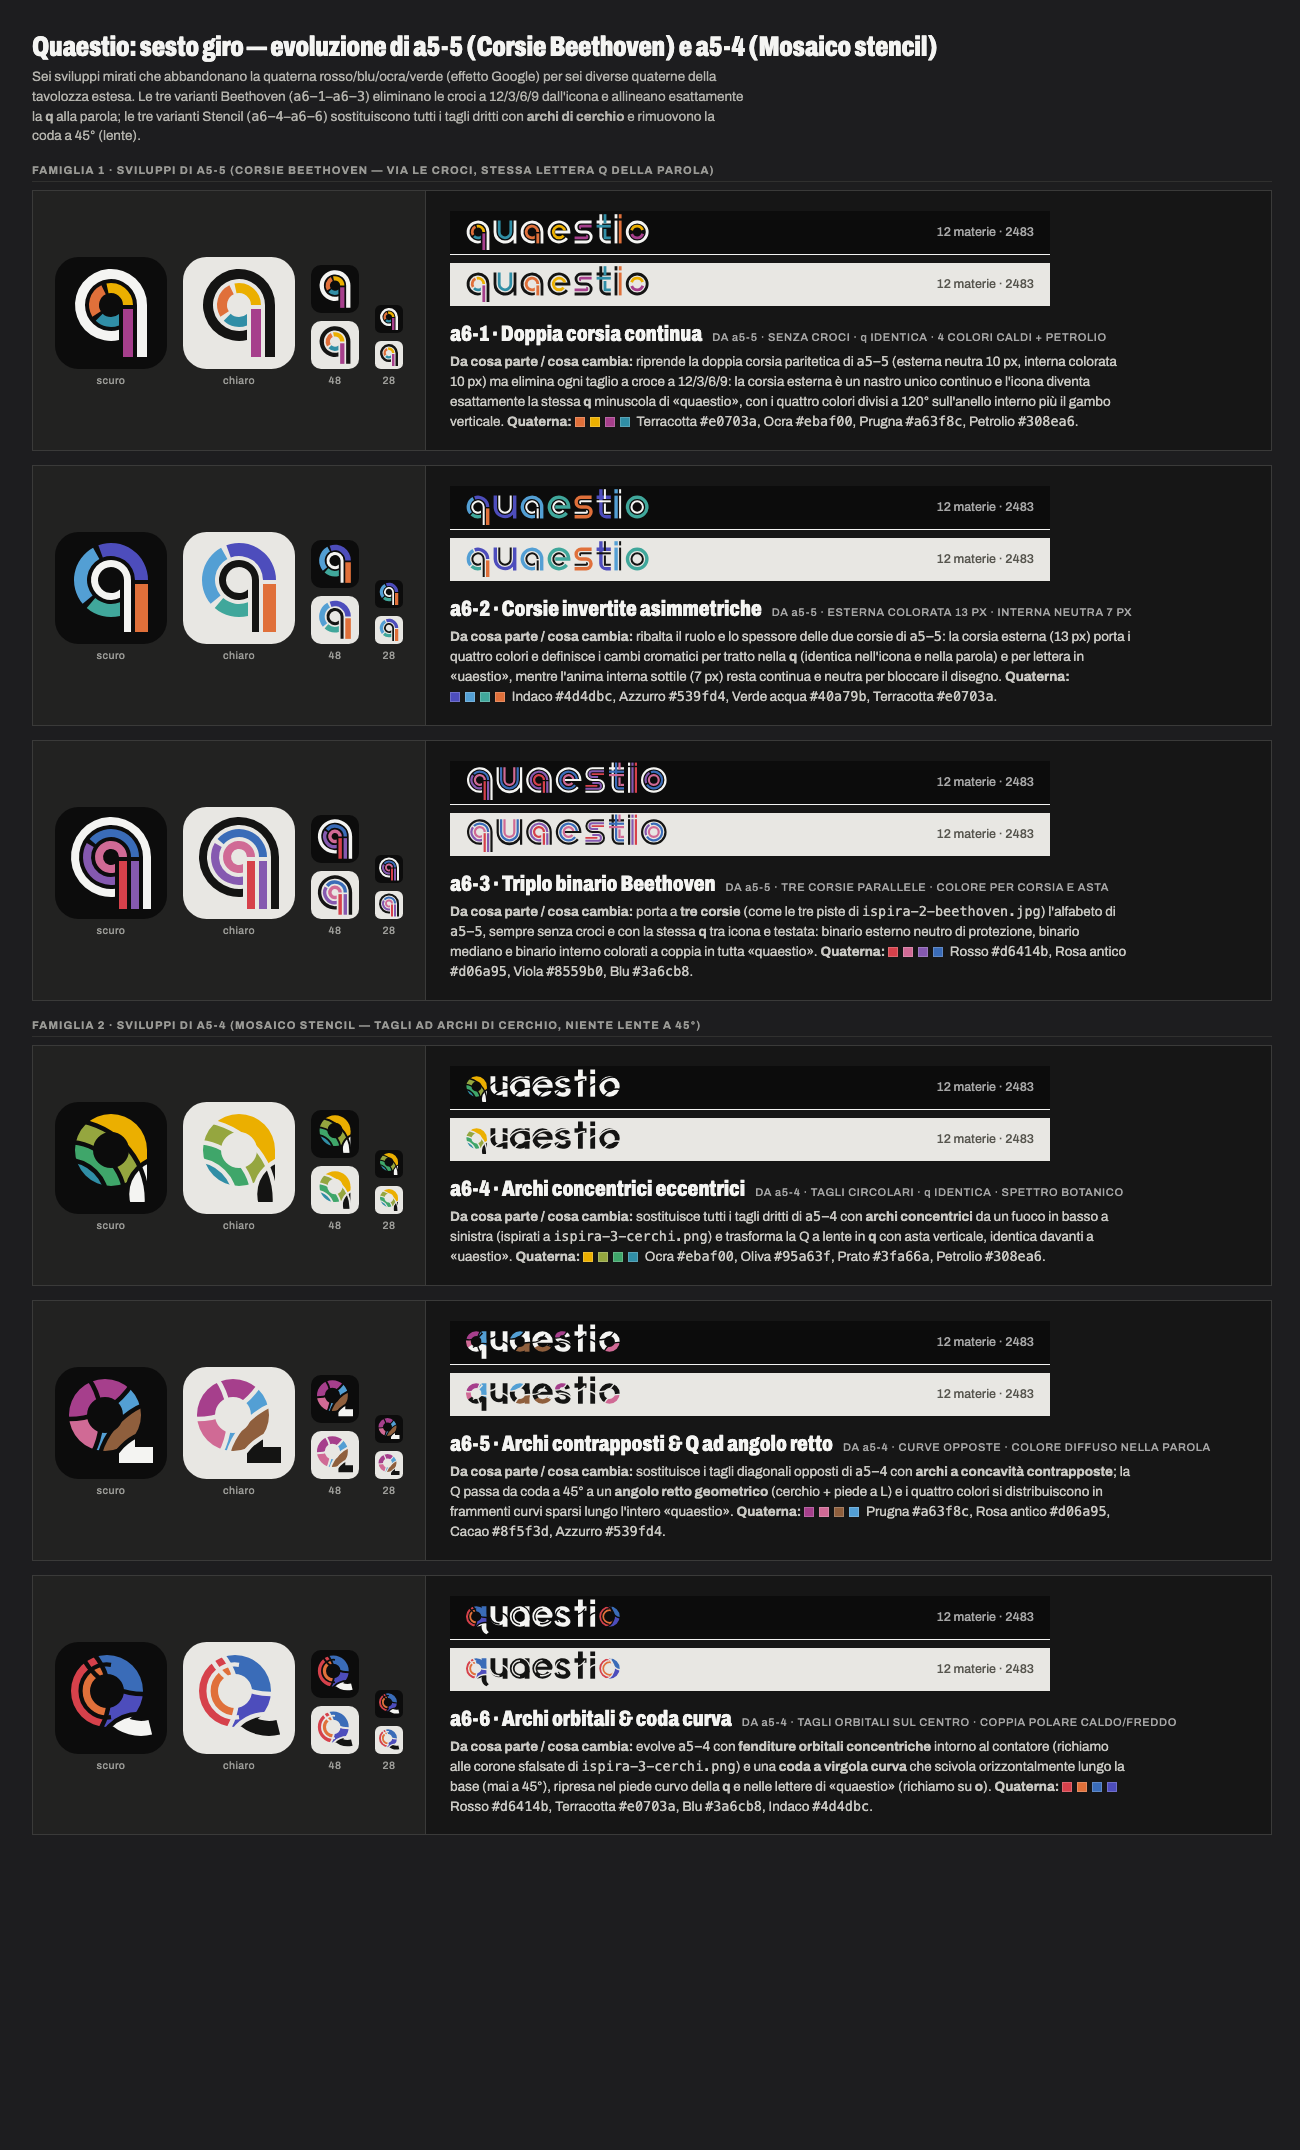 Quaestio: sesto giro — evoluzione di a5-5 (Corsie Beethoven) e a5-4 (Mosaico stencil)
Sei sviluppi mirati che abbandonano la quaterna rosso/blu/ocra/verde (effetto Google) per sei diverse quaterne della
tavolozza estesa. Le tre varianti Beethoven (a6–1–a6–3) eliminano le croci a 12/3/6/9 dall'icona e allineano esattamente
la q alla parola; le tre varianti Stencil (a6–4–a6–6) sostituiscono tutti i tagli dritti con archi di cerchio e rimuovono la
coda a 45° (lente).
FAMIGLIA 1 · SVILUPPI DI A5-5 (CORSIE BEETHOVEN — VIA LE CROCI, STESSA LETTERA Q DELLA PAROLA)
quaestio 12 materie · 2483
quaestio 12 materie · 2483
scuro chiaro 48 28
a6-1 · Doppia corsia continua DA a5-5 · SENZA CROCI · q IDENTICA · 4 COLORI CALDI + PETROLIO
Da cosa parte / cosa cambia: riprende la doppia corsia paritetica di a5–5 (esterna neutra 10 px, interna colorata
10 px) ma elimina ogni taglio a croce a 12/3/6/9: la corsia esterna è un nastro unico continuo e l'icona diventa
esattamente la stessa q minuscola di «quaestio», con i quattro colori divisi a 120° sull'anello interno più il gambo
verticale. Quaterna: Terracotta #e0703a, Ocra #ebaf00, Prugna #a63f8c, Petrolio #308ea6.
quaestio 12 materie · 2483
quaestio 12 materie · 2483
scuro chiaro 48 28
a6-2 · Corsie invertite asimmetriche DA a5-5 · ESTERNA COLORATA 13 PX · INTERNA NEUTRA 7 PX
Da cosa parte / cosa cambia: ribalta il ruolo e lo spessore delle due corsie di a5–5: la corsia esterna (13 px) porta i
quattro colori e definisce i cambi cromatici per tratto nella q (identica nell'icona e nella parola) e per lettera in
«uaestio», mentre l'anima interna sottile (7 px) resta continua e neutra per bloccare il disegno. Quaterna:
Indaco #4d4dbc, Azzurro #539fd4, Verde acqua #40a79b, Terracotta #e0703a.
quaestio 12 materie · 2483
quaestio 12 materie · 2483
scuro chiaro 48 28
a6-3 · Triplo binario Beethoven DA a5-5 · TRE CORSIE PARALLELE · COLORE PER CORSIA E ASTA
Da cosa parte / cosa cambia: porta a tre corsie (come le tre piste di ispira–2–beethoven.jpg) l'alfabeto di
a5–5, sempre senza croci e con la stessa q tra icona e testata: binario esterno neutro di protezione, binario
mediano e binario interno colorati a coppia in tutta «quaestio». Quaterna: Rosso #d6414b, Rosa antico
#d06a95, Viola #8559b0, Blu #3a6cb8.
FAMIGLIA 2 · SVILUPPI DI A5-4 (MOSAICO STENCIL — TAGLI AD ARCHI DI CERCHIO, NIENTE LENTE A 45°)
quaestio 12 materie · 2483
quaestio 12 materie · 2483
scuro chiaro 48 28
a6-4 · Archi concentrici eccentrici DA a5-4 · TAGLI CIRCOLARI · q IDENTICA · SPETTRO BOTANICO
Da cosa parte / cosa cambia: sostituisce tutti i tagli dritti di a5–4 con archi concentrici da un fuoco in basso a
sinistra (ispirati a ispira–3–cerchi.png) e trasforma la Q a lente in q con asta verticale, identica davanti a
«uaestio». Quaterna: Ocra #ebaf00, Oliva #95a63f, Prato #3fa66a, Petrolio #308ea6.
quaestio 12 materie · 2483
quaestio 12 materie · 2483
scuro chiaro 48 28
a6-5 · Archi contrapposti & Q ad angolo retto DA a5-4 · CURVE OPPOSTE · COLORE DIFFUSO NELLA PAROLA
Da cosa parte / cosa cambia: sostituisce i tagli diagonali opposti di a5–4 con archi a concavità contrapposte; la
Q passa da coda a 45° a un angolo retto geometrico (cerchio + piede a L) e i quattro colori si distribuiscono in
frammenti curvi sparsi lungo l'intero «quaestio». Quaterna: Prugna #a63f8c, Rosa antico #d06a95,
Cacao #8f5f3d, Azzurro #539fd4.
quaestio 12 materie · 2483
quaestio 12 materie · 2483
scuro chiaro 48 28
a6-6 · Archi orbitali & coda curva DA a5-4 · TAGLI ORBITALI SUL CENTRO · COPPIA POLARE CALDO/FREDDO
Da cosa parte / cosa cambia: evolve a5–4 con fenditure orbitali concentriche intorno al contatore (richiamo
alle corone sfalsate di ispira–3–cerchi.png) e una coda a virgola curva che scivola orizzontalmente lungo la
base (mai a 45°), ripresa nel piede curvo della q e nelle lettere di «quaestio» (richiamo su o). Quaterna:
Rosso #d6414b, Terracotta #e0703a, Blu #3a6cb8, Indaco #4d4dbc.